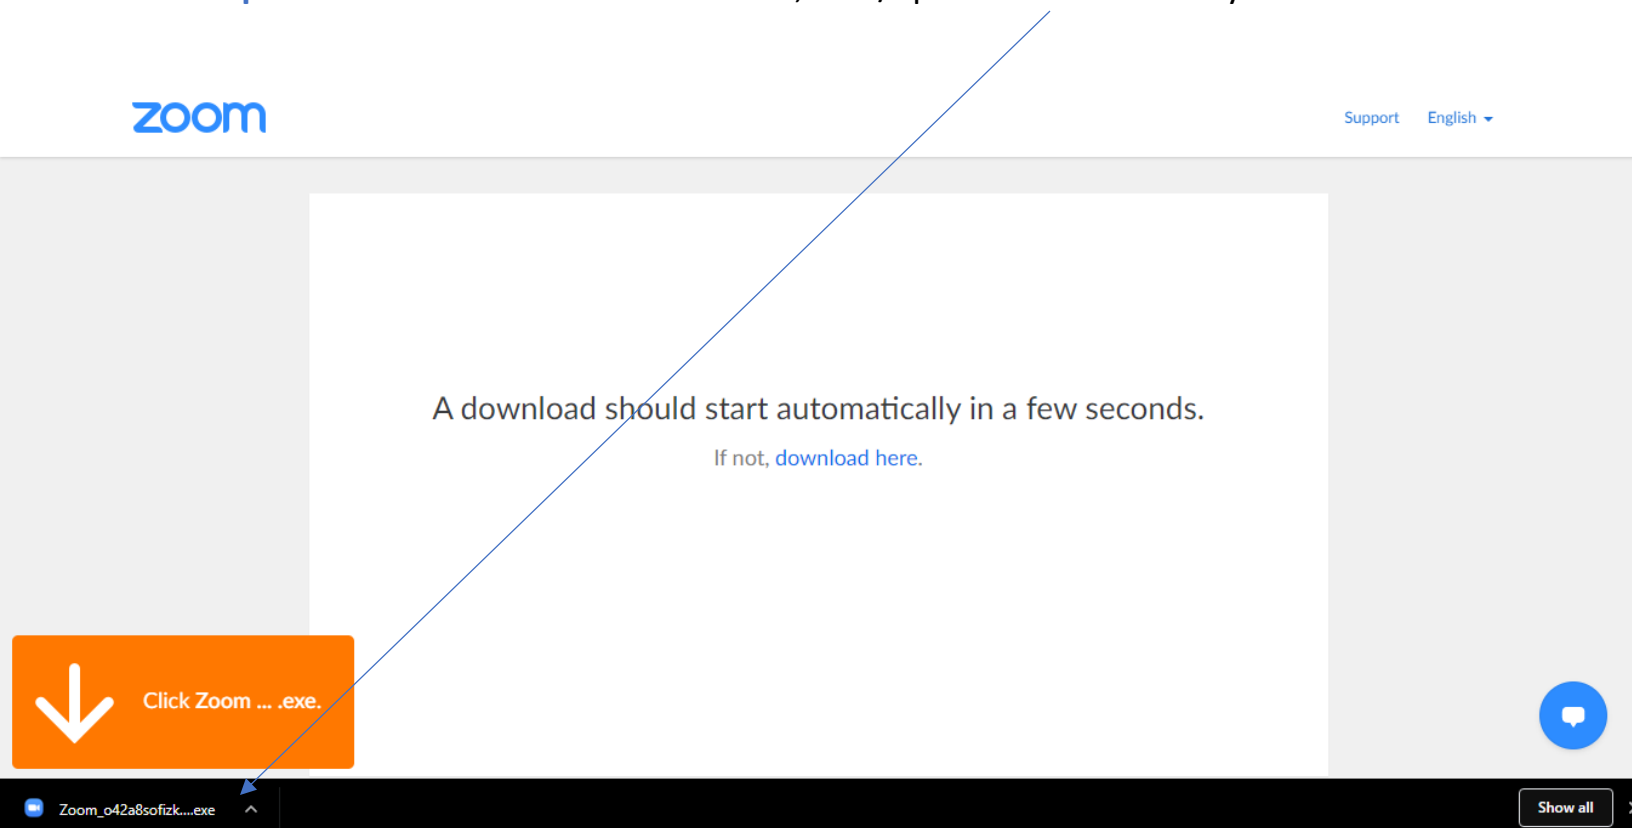 zoom
Support English
A download should start automatically in a few seconds.
If not, download here.
Click Zoom ... .exe.
Zoom_o42a8sofizk....exe
Show all